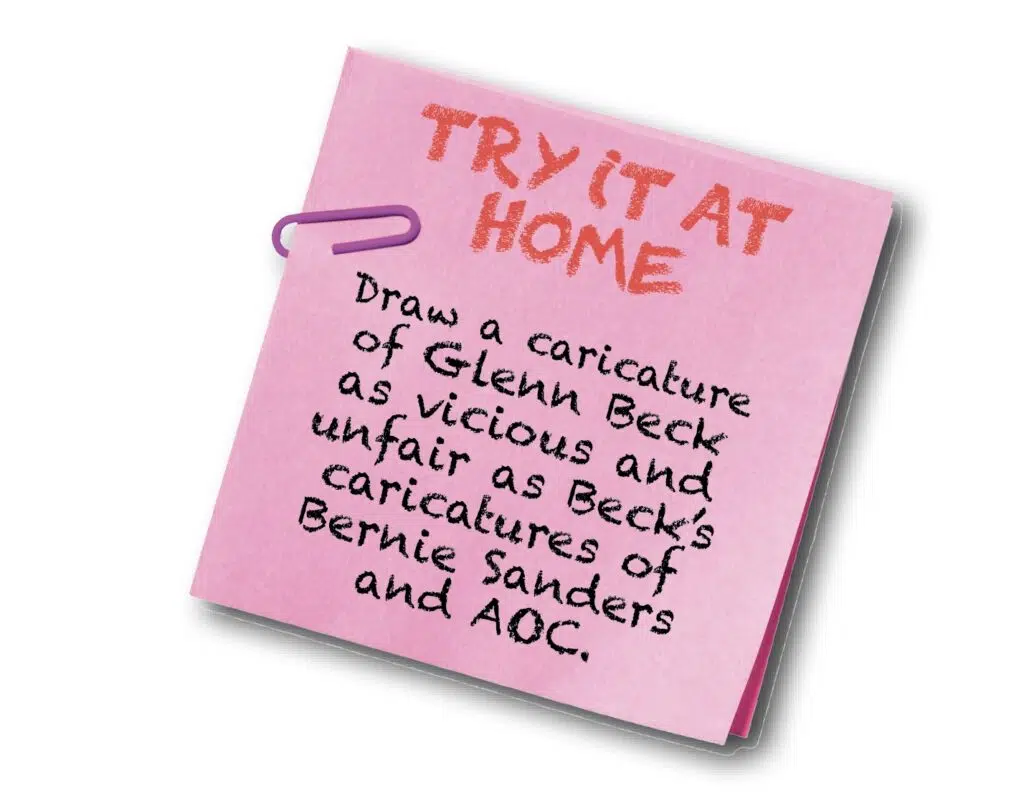 TRY iT AT
HOME
Draw a caricature
of Glenn Beck
as vicious and
unfair as Beck's
caricatures of
Bernie Sanders
and AOC.